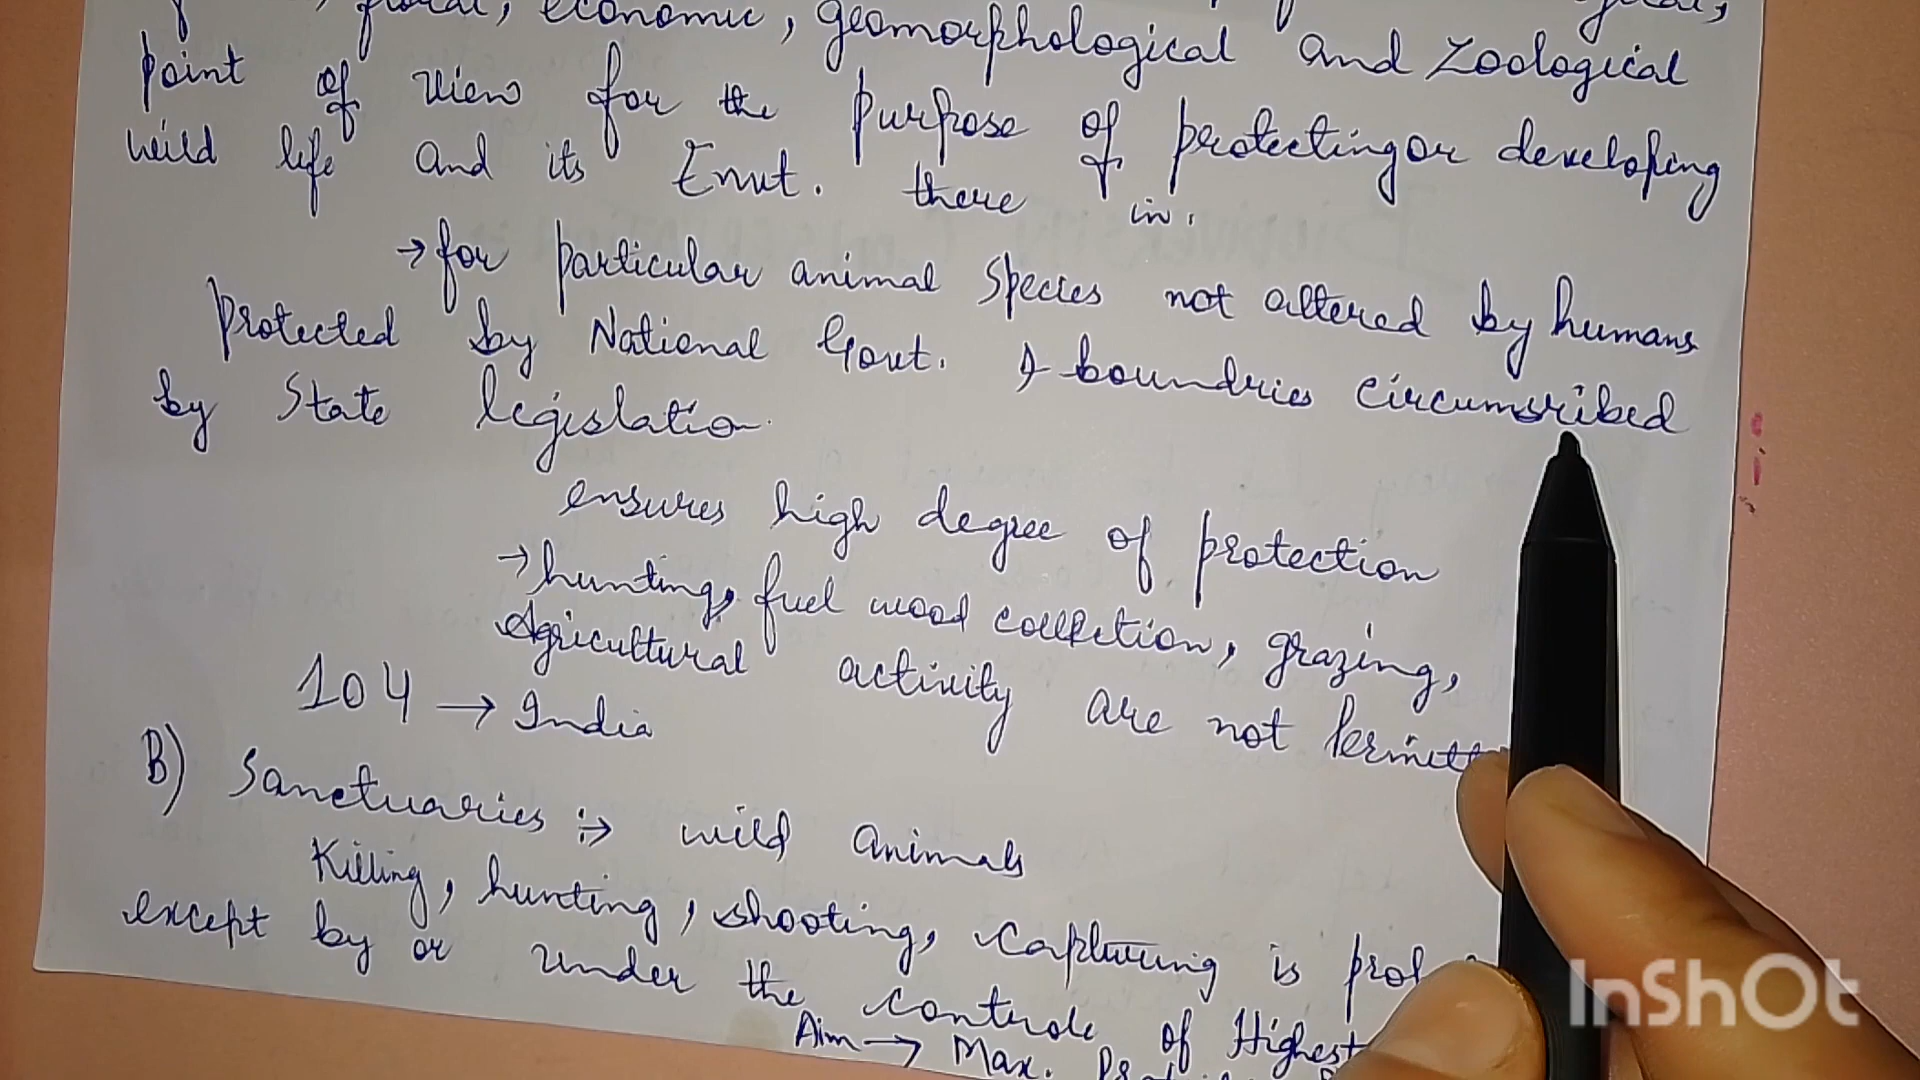 floral, economic, geomorphological and Zoological
point of view for the purpose of protecting or developing
wild life and its Envt. there in.
→ for particular animal species not altered by humans
protected by National Govt. & boundries circumsribed
by State legislation.
ensures high degree of protection
→ hunting, fuel wood collection, grazing,
Agricultural activity are not permitt
104 → India
B) Sanctuaries :→ wild animals
Killing, hunting, shooting, capturing is
except by or under the controle of Highest
Aim → Max.
InShOt